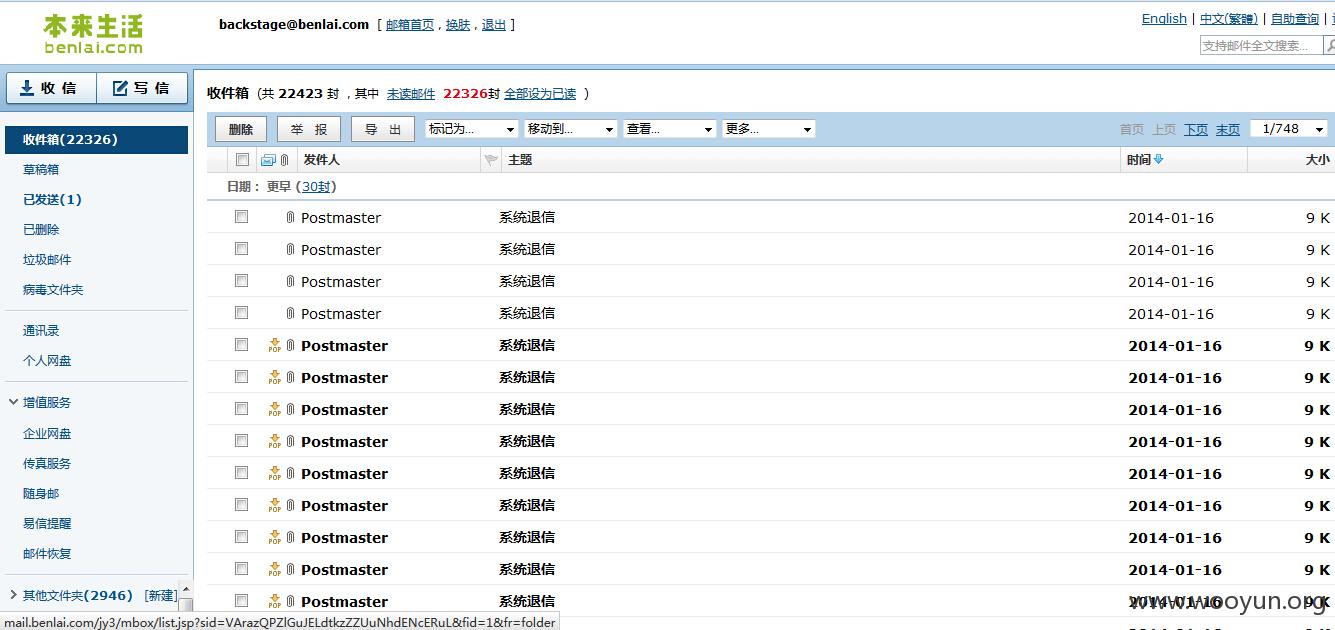 本来生活
benlai.com
backstage@benlai.com [ 邮箱首页 , 换肤 , 退出 ]
English | 中文(繁體) | 自助查询 |
支持邮件全文搜索...
收 信 写 信
收件箱 (共 22423 封 , 其中 未读邮件 22326封 全部设为已读 )
删除 举 报 导 出 标记为... 移动到... 查看... 更多... 首页 上页 下页 末页 1/748
发件人 主题 时间 大小
日期： 更早 (30封)
Postmaster 系统退信 2014-01-16 9 K
Postmaster 系统退信 2014-01-16 9 K
Postmaster 系统退信 2014-01-16 9 K
Postmaster 系统退信 2014-01-16 9 K
POP Postmaster 系统退信 2014-01-16 9 K
POP Postmaster 系统退信 2014-01-16 9 K
POP Postmaster 系统退信 2014-01-16 9 K
POP Postmaster 系统退信 2014-01-16 9 K
POP Postmaster 系统退信 2014-01-16 9 K
POP Postmaster 系统退信 2014-01-16 9 K
POP Postmaster 系统退信 2014-01-16 9 K
POP Postmaster 系统退信 2014-01-16 9 K
POP Postmaster 系统退信 2014-01-16 9 K
收件箱(22326)
草稿箱
已发送(1)
已删除
垃圾邮件
病毒文件夹
通讯录
个人网盘
增值服务
企业网盘
传真服务
随身邮
易信提醒
邮件恢复
其他文件夹(2946) [新建]
www.wooyun.org
mail.benlai.com/jy3/mbox/list.jsp?sid=VArazQPZlGuJELdtkzZZUuNhdENcERuL&fid=1&fr=folder